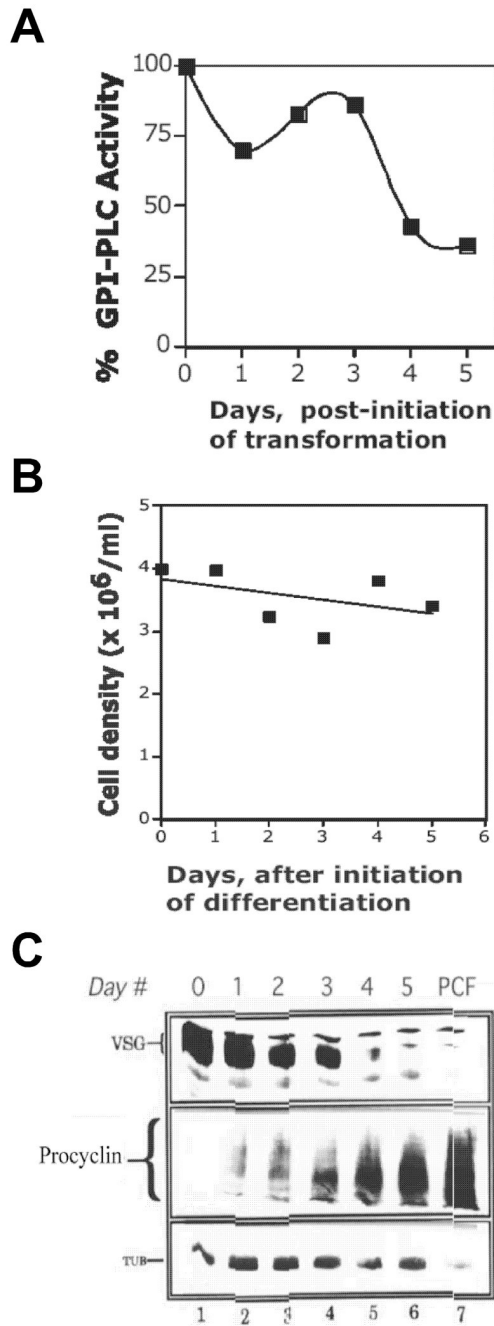 A
% GPI-PLC Activity
100
75
50
25
0
0 1 2 3 4 5
Days, post-initiation
of transformation
B
Cell density (x 10⁶/ml)
5
4
3
2
1
0
0 1 2 3 4 5 6
Days, after initiation
of differentiation
C
Day # 0 1 2 3 4 5 PCF
VSG
Procyclin
TUB
1 2 3 4 5 6 7